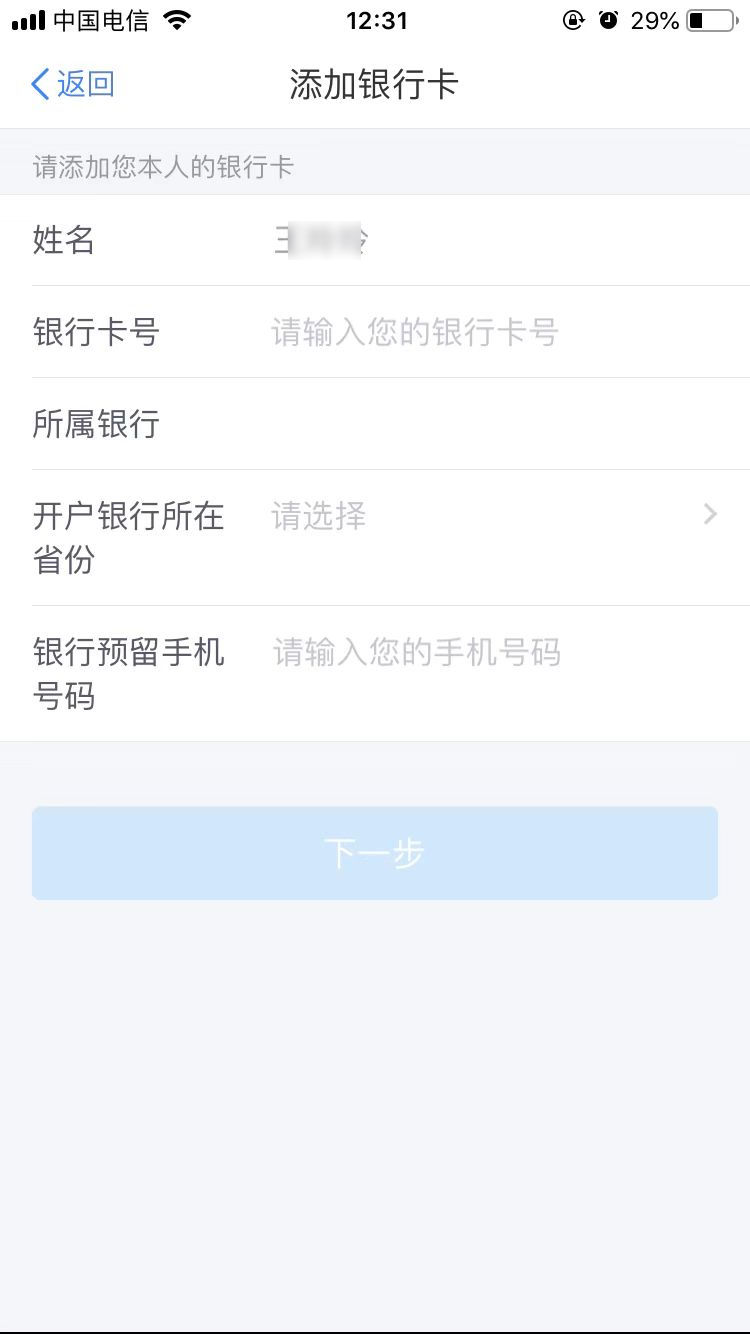 中国电信 12:31 29%
返回 添加银行卡
请添加您本人的银行卡
姓名
银行卡号 请输入您的银行卡号
所属银行
开户银行所在 请选择
省份
银行预留手机 请输入您的手机号码
号码
下一步